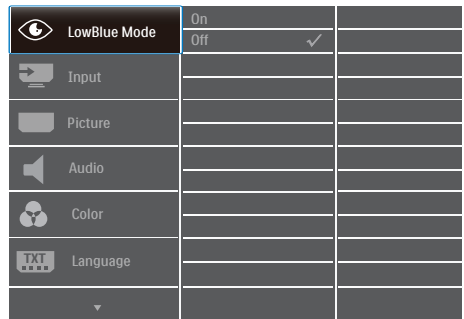 LowBlue Mode
On
Off
Input
Picture
Audio
Color
TXT
Language